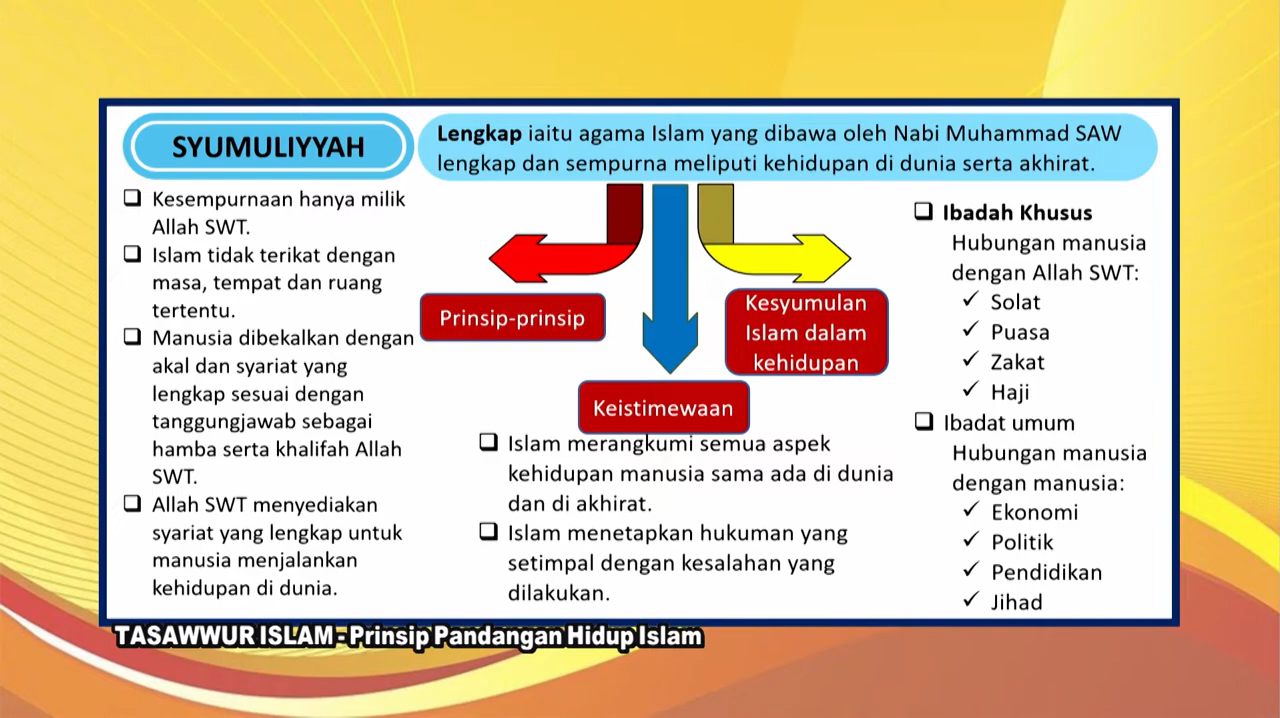 SYUMULIYYAH
Lengkap iaitu agama Islam yang dibawa oleh Nabi Muhammad SAW
lengkap dan sempurna meliputi kehidupan di dunia serta akhirat.
Prinsip-prinsip
Kesempurnaan hanya milik
Allah SWT.
Islam tidak terikat dengan
masa, tempat dan ruang
tertentu.
Manusia dibekalkan dengan
akal dan syariat yang
lengkap sesuai dengan
tanggungjawab sebagai
hamba serta khalifah Allah
SWT.
Allah SWT menyediakan
syariat yang lengkap untuk
manusia menjalankan
kehidupan di dunia.
Keistimewaan
Islam merangkumi semua aspek
kehidupan manusia sama ada di dunia
dan di akhirat.
Islam menetapkan hukuman yang
setimpal dengan kesalahan yang
dilakukan.
Kesyumulan
Islam dalam
kehidupan
Ibadah Khusus
Hubungan manusia
dengan Allah SWT:
Solat
Puasa
Zakat
Haji
Ibadat umum
Hubungan manusia
dengan manusia:
Ekonomi
Politik
Pendidikan
Jihad
TASAWWUR ISLAM - Prinsip Pandangan Hidup Islam